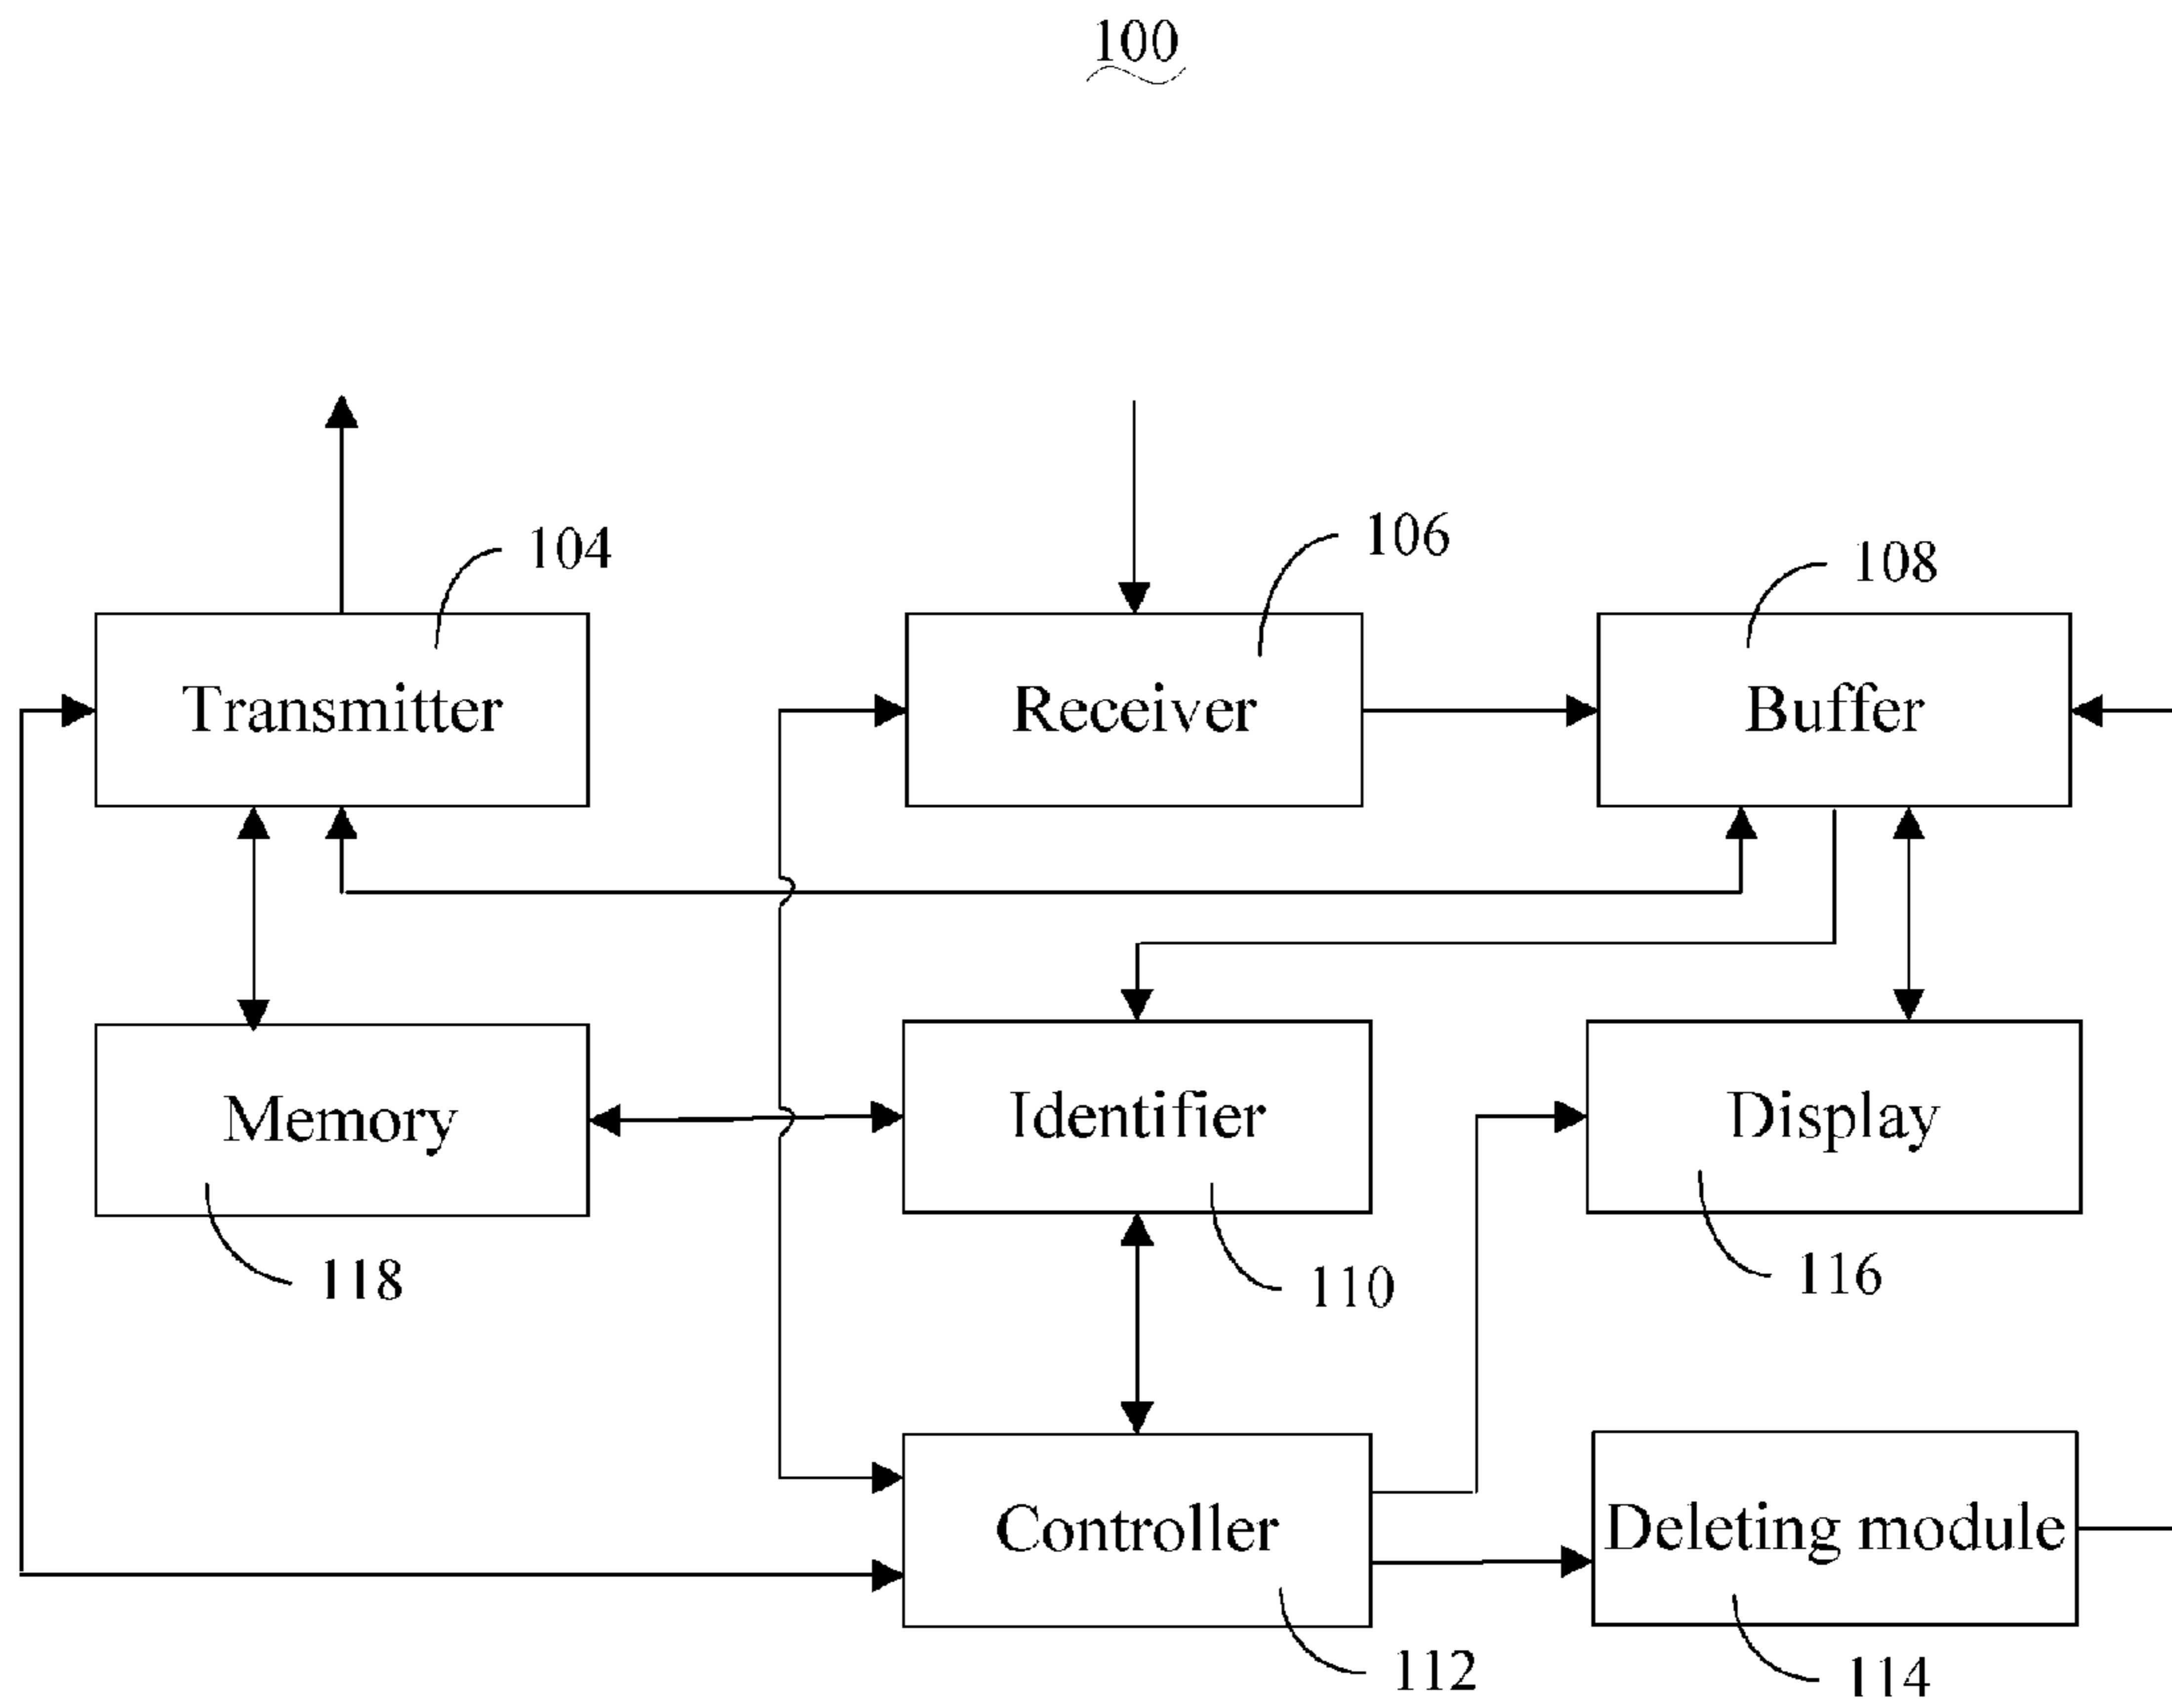 100
104
106
108
Transmitter
Receiver
Buffer
Memory
Identifier
Display
118
110
116
Controller
Deleting module
112
114